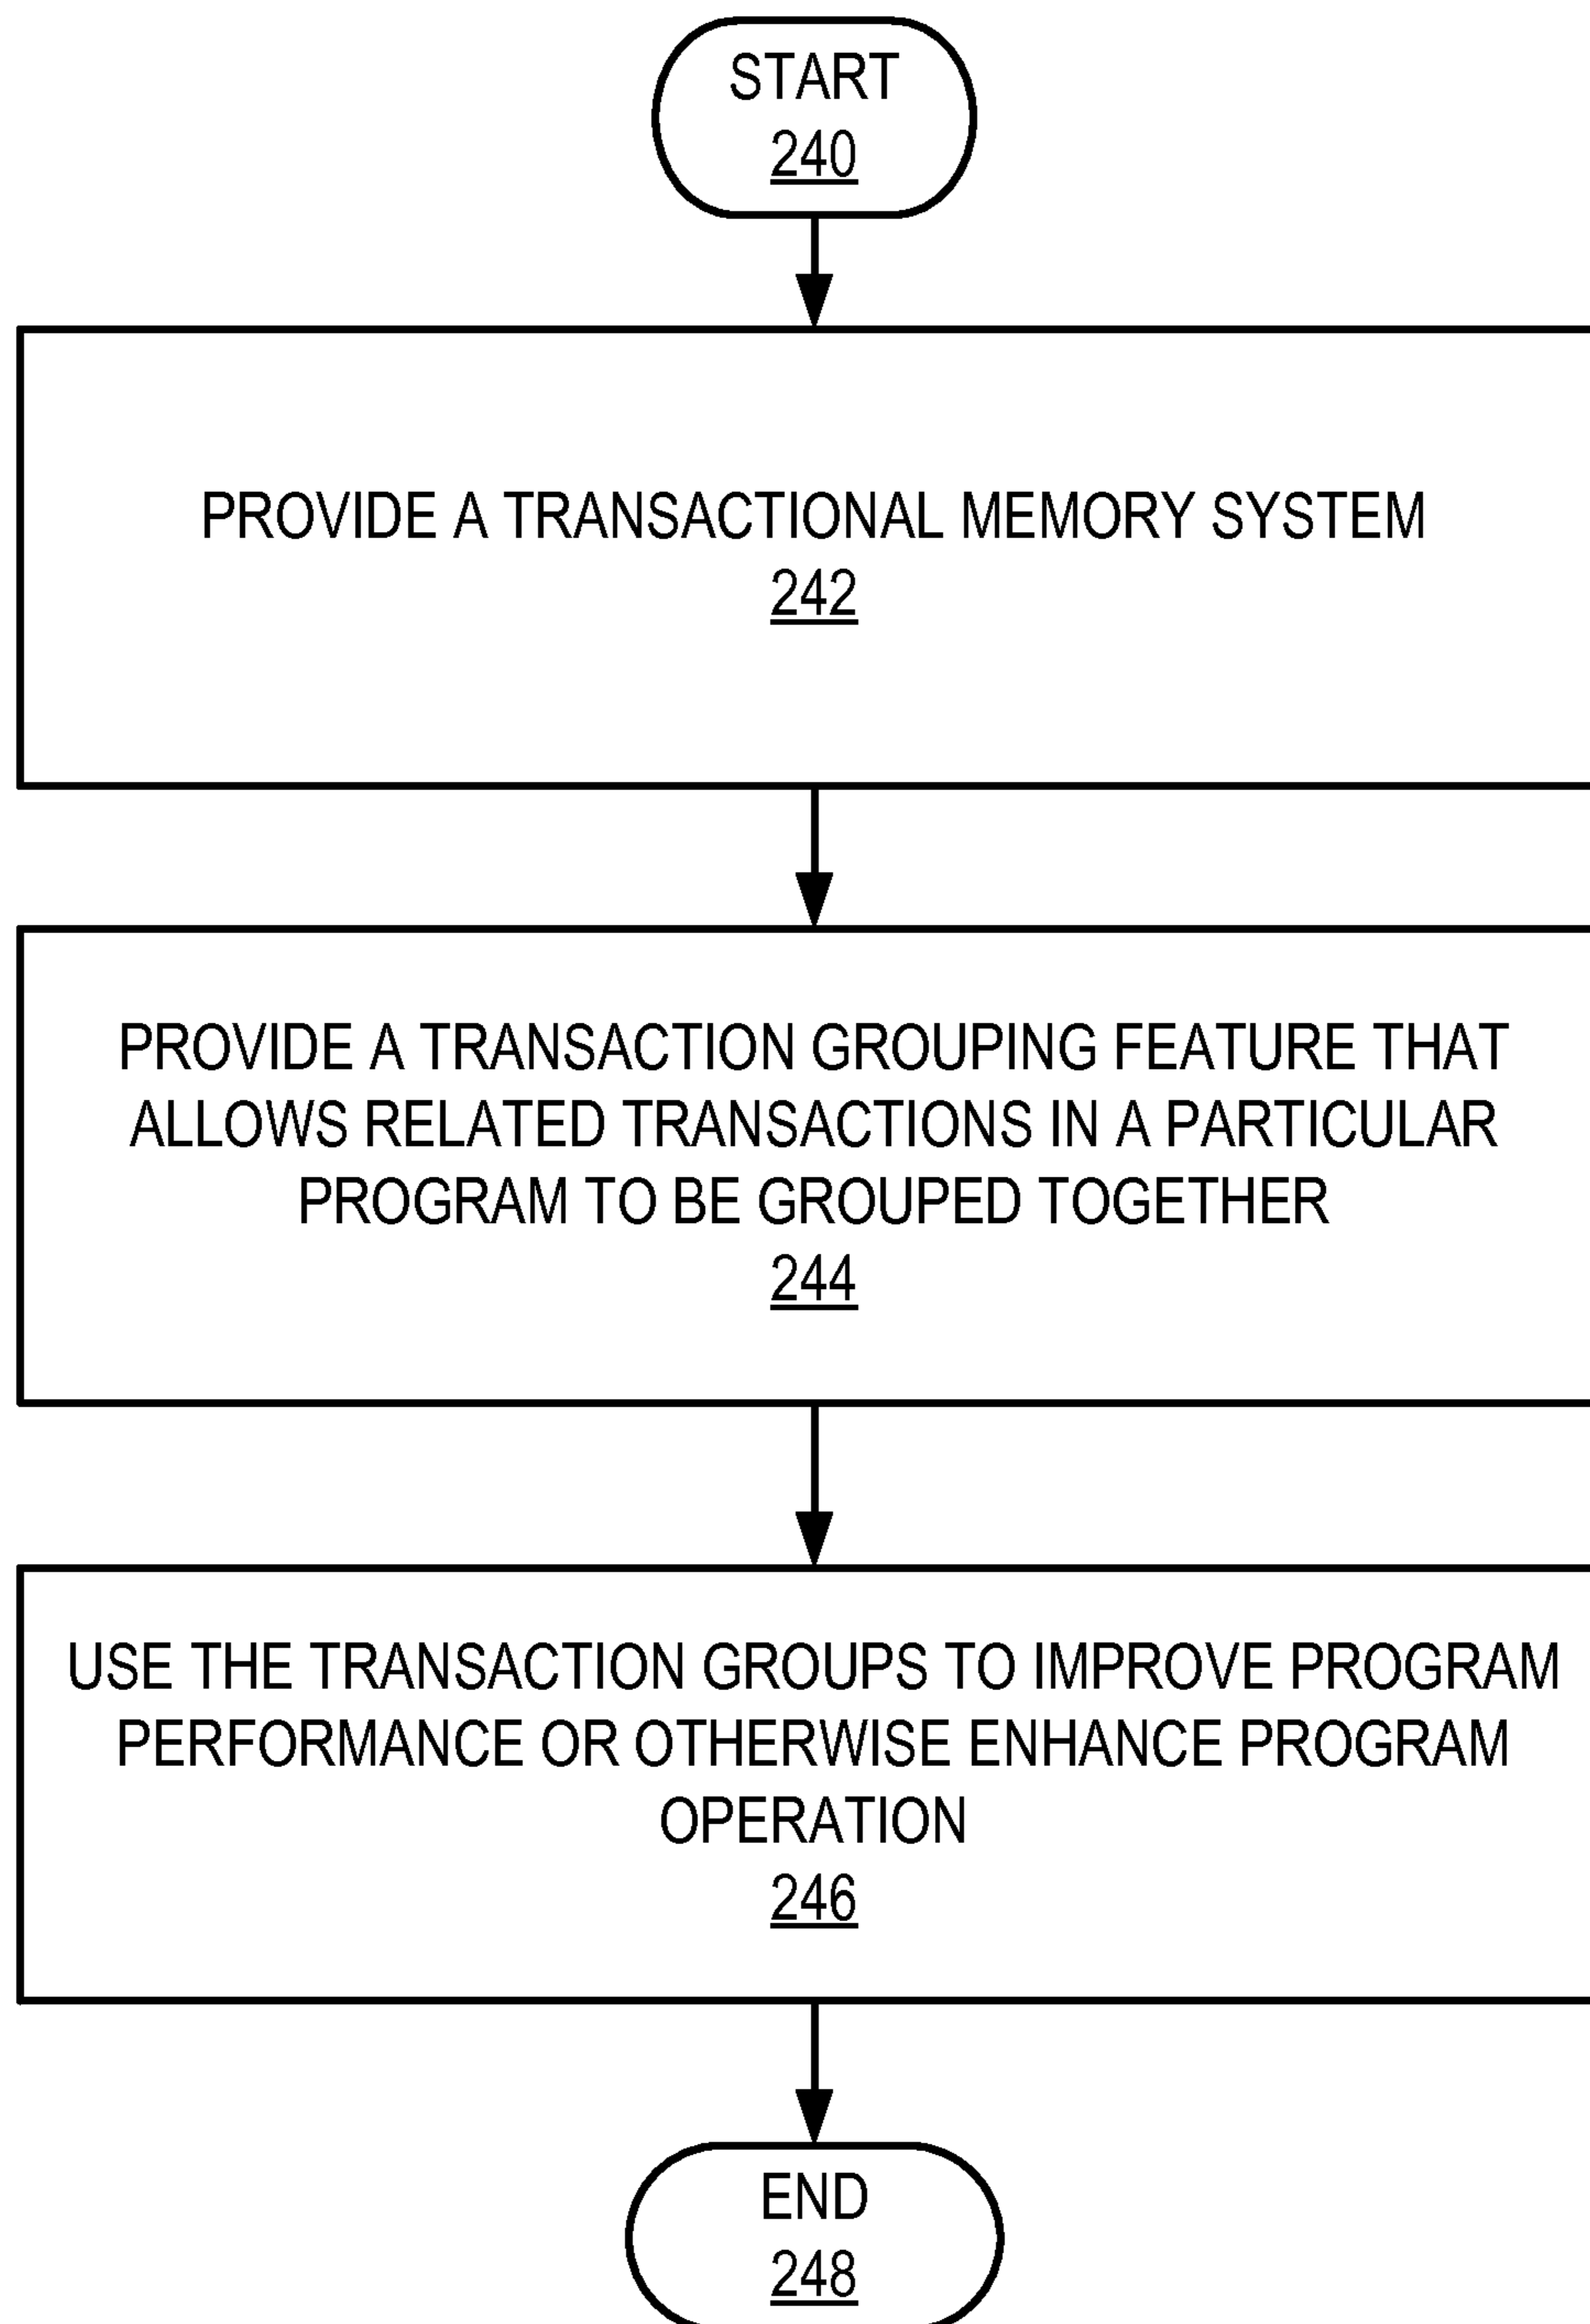 START
240
PROVIDE A TRANSACTIONAL MEMORY SYSTEM
242
PROVIDE A TRANSACTION GROUPING FEATURE THAT
ALLOWS RELATED TRANSACTIONS IN A PARTICULAR
PROGRAM TO BE GROUPED TOGETHER
244
USE THE TRANSACTION GROUPS TO IMPROVE PROGRAM
PERFORMANCE OR OTHERWISE ENHANCE PROGRAM
OPERATION
246
END
248